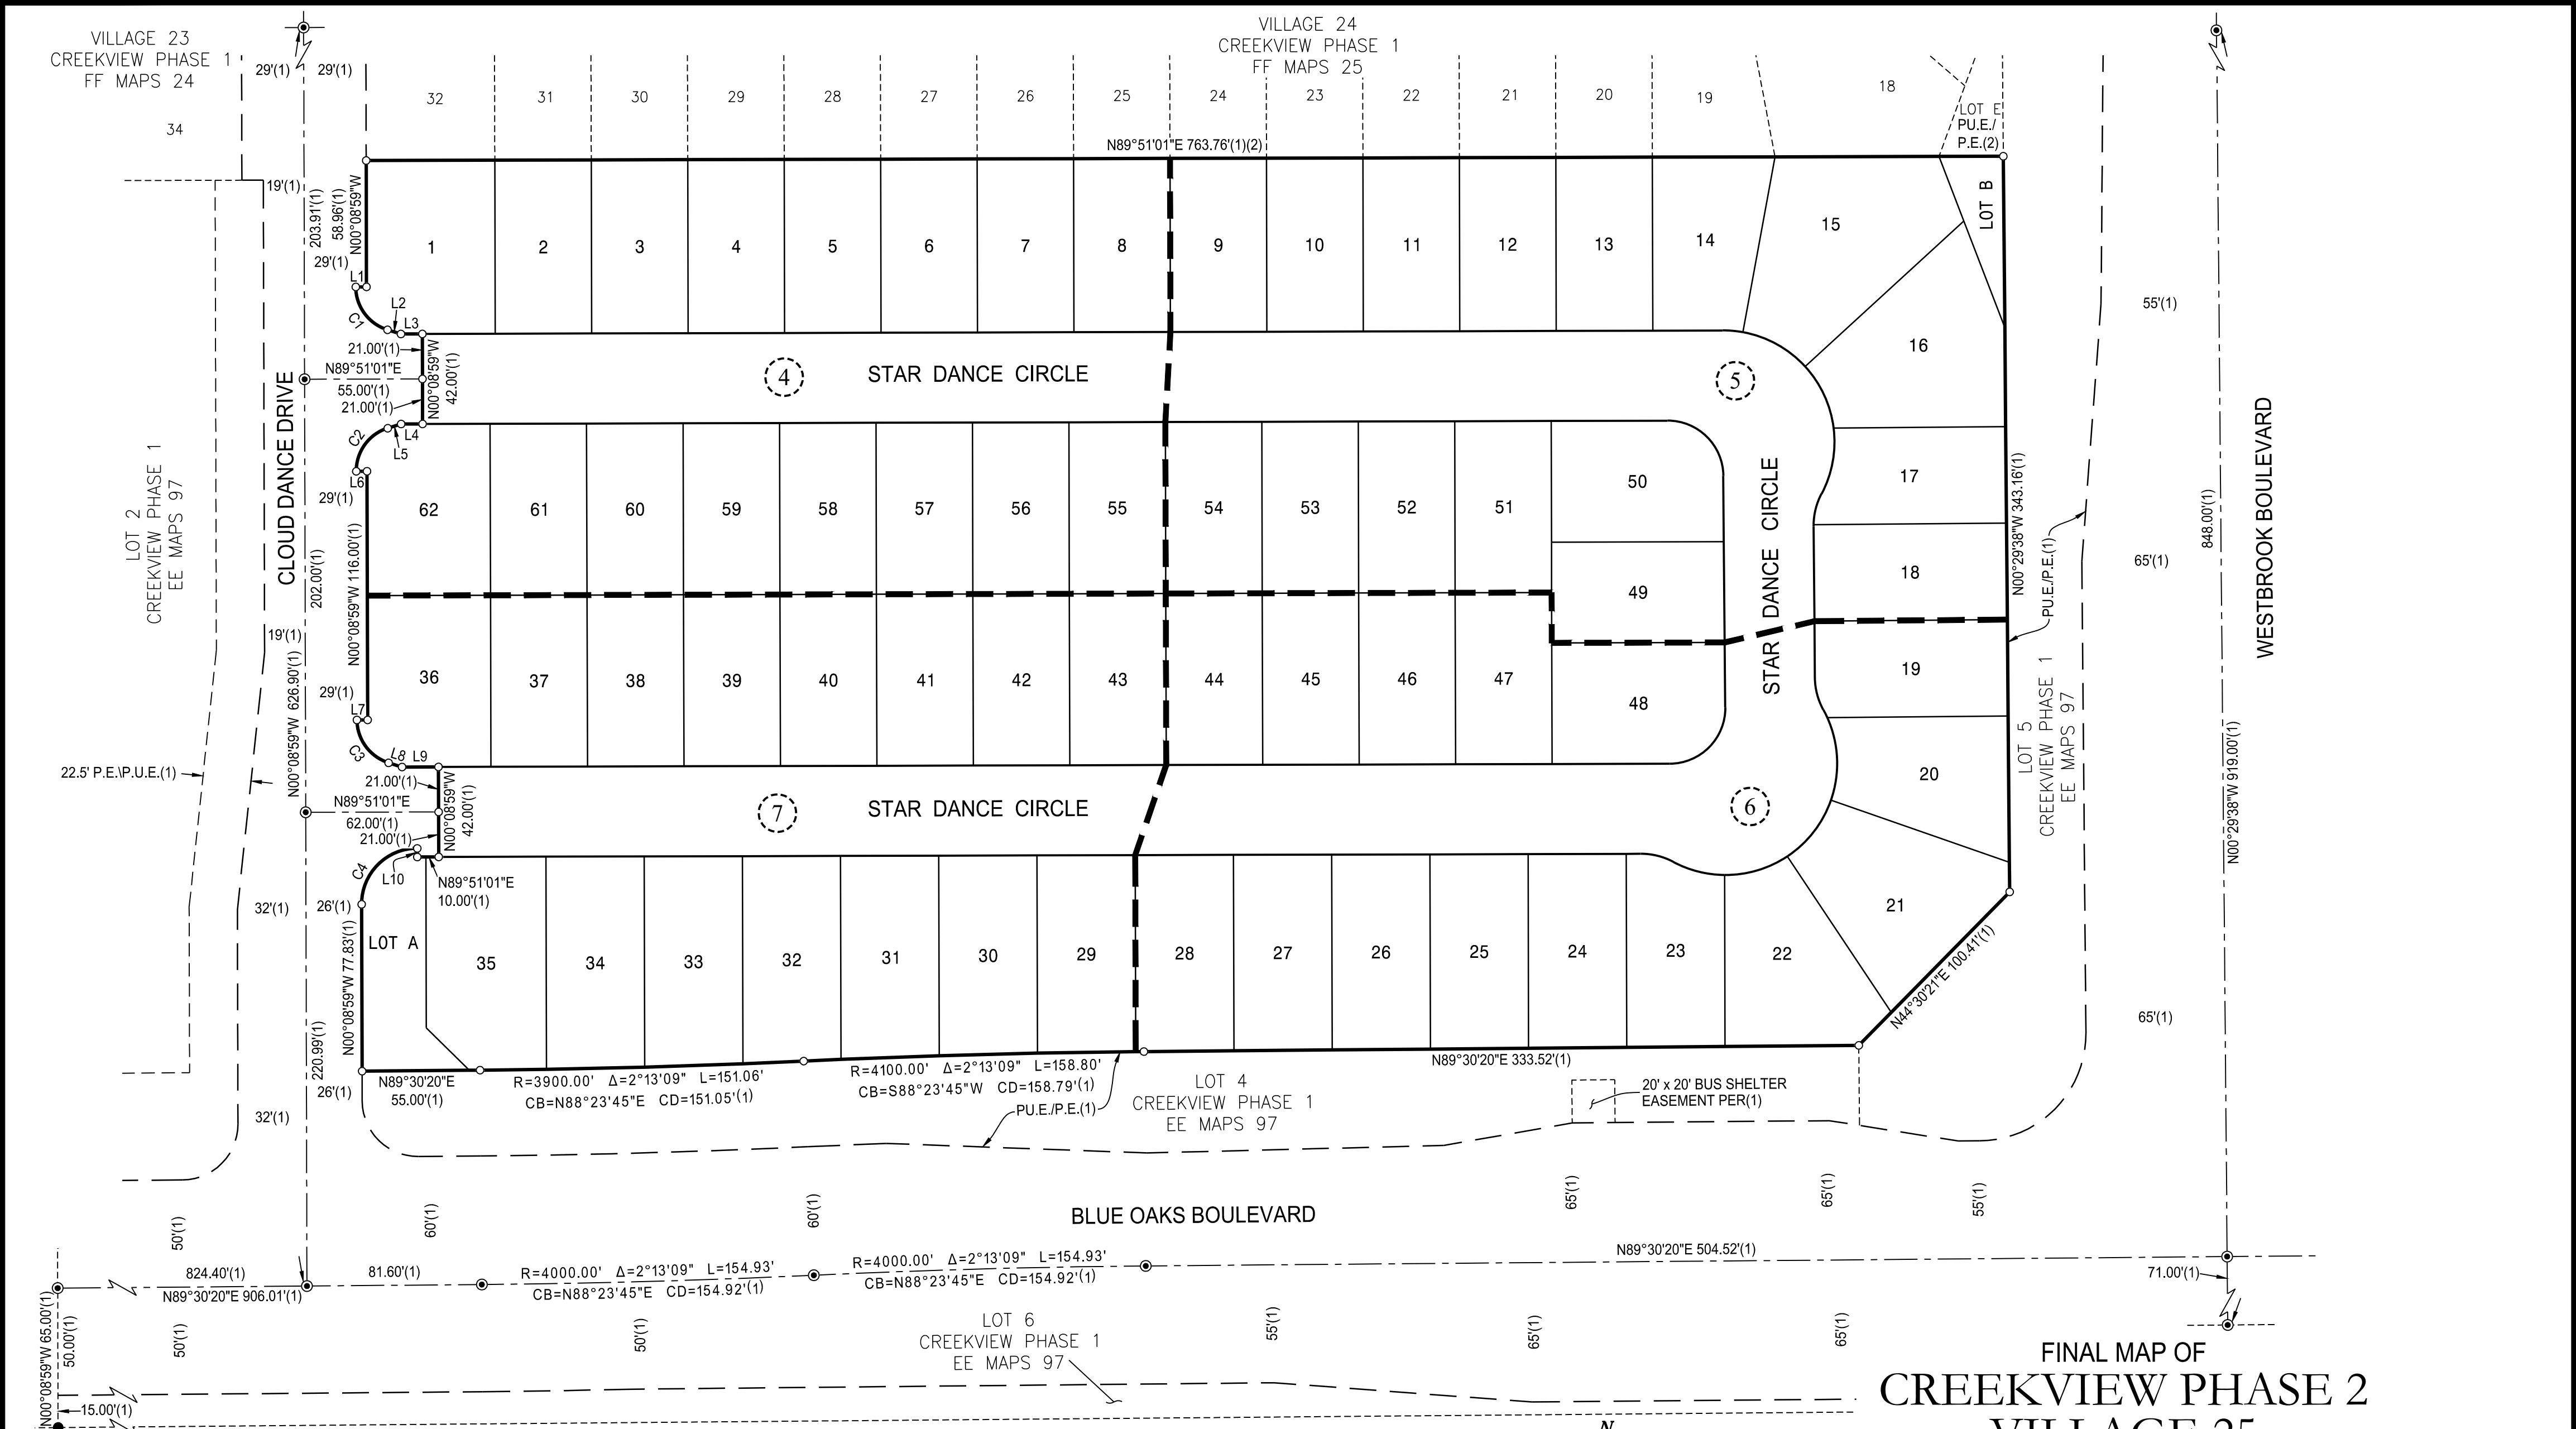 VILLAGE 23
CREEKVIEW PHASE 1
FF MAPS 24
VILLAGE 24
CREEKVIEW PHASE 1
FF MAPS 25
29'(1)
29'(1)
34
32
31
30
29
28
27
26
25
24
23
22
21
20
19
18
LOT E
PU.E./
P.E.(2)
N89°51'01"E 763.76'(1)(2)
19'(1)
203.91'(1)
58.96'(1)
N00°08'59"W
29'(1)
L1
C1
L2
L3
1
2
3
4
5
6
7
8
9
10
11
12
13
14
15
LOT B
16
55'(1)
21.00'(1)
N89°51'01"E
55.00'(1)
21.00'(1)
N00°08'59"W
42.00'(1)
4
STAR DANCE CIRCLE
5
CLOUD DANCE DRIVE
C2
L4
L5
L6
29'(1)
LOT 2
CREEKVIEW PHASE 1
EE MAPS 97
62
61
60
59
58
57
56
55
54
53
52
51
50
49
STAR DANCE CIRCLE
17
18
N00°29'38"W 343.16'(1)
PU.E./P.E.(1)
65'(1)
848.00'(1)
WESTBROOK BOULEVARD
202.00'(1)
N00°08'59"W 116.00'(1)
19'(1)
N00°08'59"W 626.90'(1)
29'(1)
36
37
38
39
40
41
42
43
44
45
46
47
48
19
20
LOT 5
CREEKVIEW PHASE 1
EE MAPS 97
N00°29'38"W 919.00'(1)
L7
C3
L8
L9
22.5' P.E.\P.U.E.(1)
21.00'(1)
N89°51'01"E
62.00'(1)
21.00'(1)
N00°08'59"W
42.00'(1)
7
STAR DANCE CIRCLE
6
C4
L10
N89°51'01"E
10.00'(1)
32'(1)
26'(1)
LOT A
N00°08'59"W 77.83'(1)
35
34
33
32
31
30
29
28
27
26
25
24
23
22
21
N44°30'21"E 100.41'(1)
65'(1)
220.99'(1)
26'(1)
32'(1)
N89°30'20"E
55.00'(1)
R=3900.00' Δ=2°13'09" L=151.06'
CB=N88°23'45"E CD=151.05'(1)
R=4100.00' Δ=2°13'09" L=158.80'
CB=S88°23'45"W CD=158.79'(1)
PU.E./P.E.(1)
N89°30'20"E 333.52'(1)
LOT 4
CREEKVIEW PHASE 1
EE MAPS 97
20' x 20' BUS SHELTER
EASEMENT PER(1)
50'(1)
60'(1)
60'(1)
BLUE OAKS BOULEVARD
65'(1)
65'(1)
55'(1)
824.40'(1)
N89°30'20"E 906.01'(1)
81.60'(1)
R=4000.00' Δ=2°13'09" L=154.93'
CB=N88°23'45"E CD=154.92'(1)
R=4000.00' Δ=2°13'09" L=154.93'
CB=N88°23'45"E CD=154.92'(1)
N89°30'20"E 504.52'(1)
71.00'(1)
N00°08'59"W 65.00'(1)
50.00'(1)
50'(1)
50'(1)
LOT 6
CREEKVIEW PHASE 1
EE MAPS 97
55'(1)
65'(1)
65'(1)
15.00'(1)
FINAL MAP OF
CREEKVIEW PHASE 2
VILLAGE 25
N